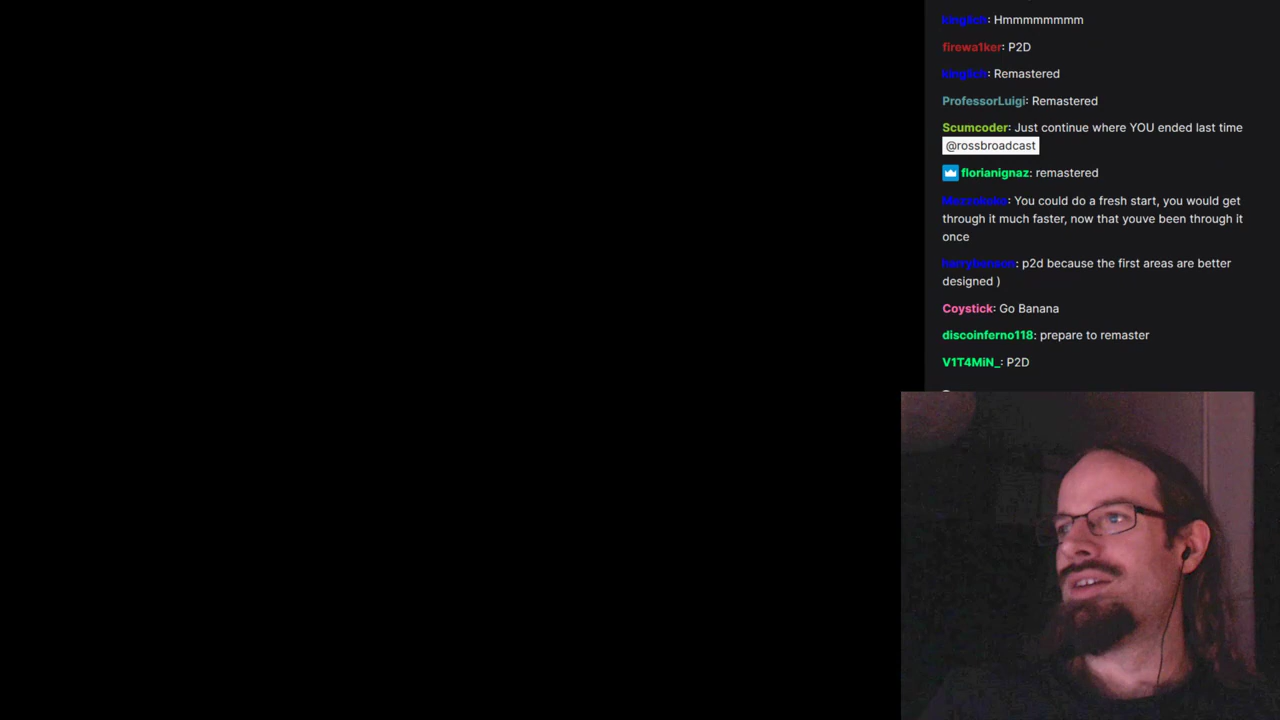 kinglich: Hmmmmmmmm
firewa1ker: P2D
kinglich: Remastered
ProfessorLuigi: Remastered
Scumcoder: Just continue where YOU ended last time
@rossbroadcast
florianignaz: remastered
: You could do a fresh start, you would get
through it much faster, now that youve been through it
once
: p2d because the first areas are better
designed )
Coystick: Go Banana
discoinferno118: prepare to remaster
V1T4MiN_: P2D